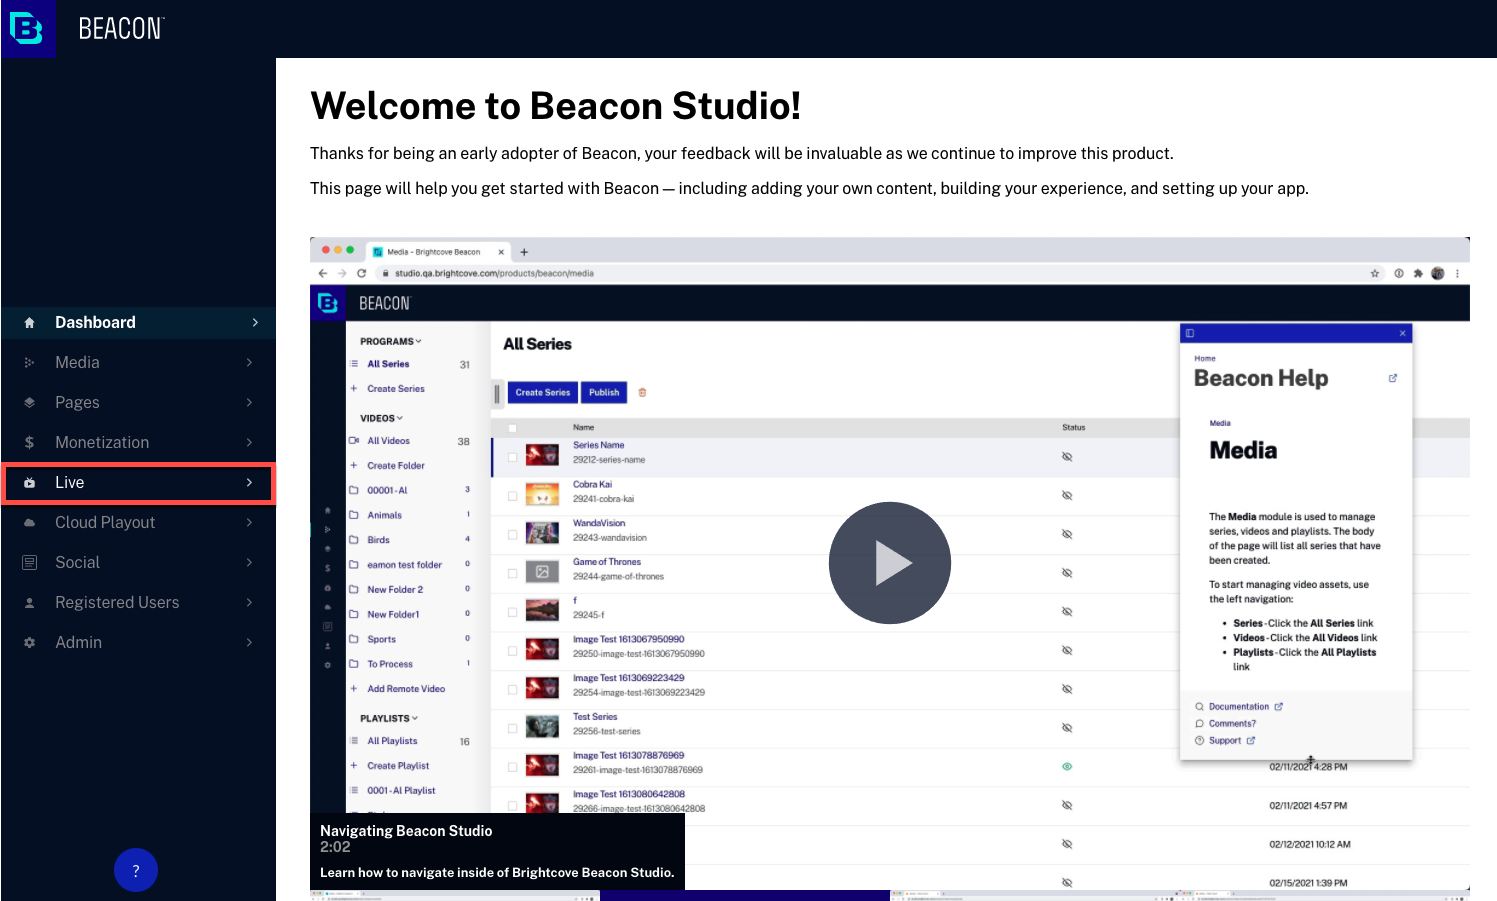 BEACON
Welcome to Beacon Studio!
Thanks for being an early adopter of Beacon, your feedback will be invaluable as we continue to improve this product.
This page will help you get started with Beacon — including adding your own content, building your experience, and setting up your app.
Dashboard
Media
Pages
Monetization
Live
Cloud Playout
Social
Registered Users
Admin
?
Media - Brightcove Beacon
studio.qa.brightcove.com/products/beacon/media
BEACON
PROGRAMS
All Series 31
Create Series
VIDEOS
All Videos 38
Create Folder
00001-Al 3
Animals 1
Birds 4
eamon test folder 0
New Folder 2 0
New Folder1 0
Sports 0
To Process 1
Add Remote Video
PLAYLISTS
All Playlists 16
Create Playlist
0001-Al Playlist
All Series
Create Series Publish
Name Status
Series Name
29212-series-name
Cobra Kai
29241-cobra-kai
WandaVision
29243-wandavision
Game of Thrones
29244-game-of-thrones
f
29245-f
Image Test 1613067950990
29250-image-test-1613067950990
Image Test 1613069223429
29254-image-test-1613069223429
Test Series
29256-test-series
Image Test 1613078876969
29261-image-test-1613078876969
02/11/2021 4:28 PM
Image Test 1613080642808
29266-image-test-1613080642808
02/11/2021 4:57 PM
02/12/2021 10:12 AM
02/15/2021 1:39 PM
Home
Beacon Help
Media
Media
The Media module is used to manage
series, videos and playlists. The body
of the page will list all series that have
been created.
To start managing video assets, use
the left navigation:
• Series - Click the All Series link
• Videos - Click the All Videos link
• Playlists - Click the All Playlists
link
Documentation
Comments?
Support
Navigating Beacon Studio
2:02
Learn how to navigate inside of Brightcove Beacon Studio.